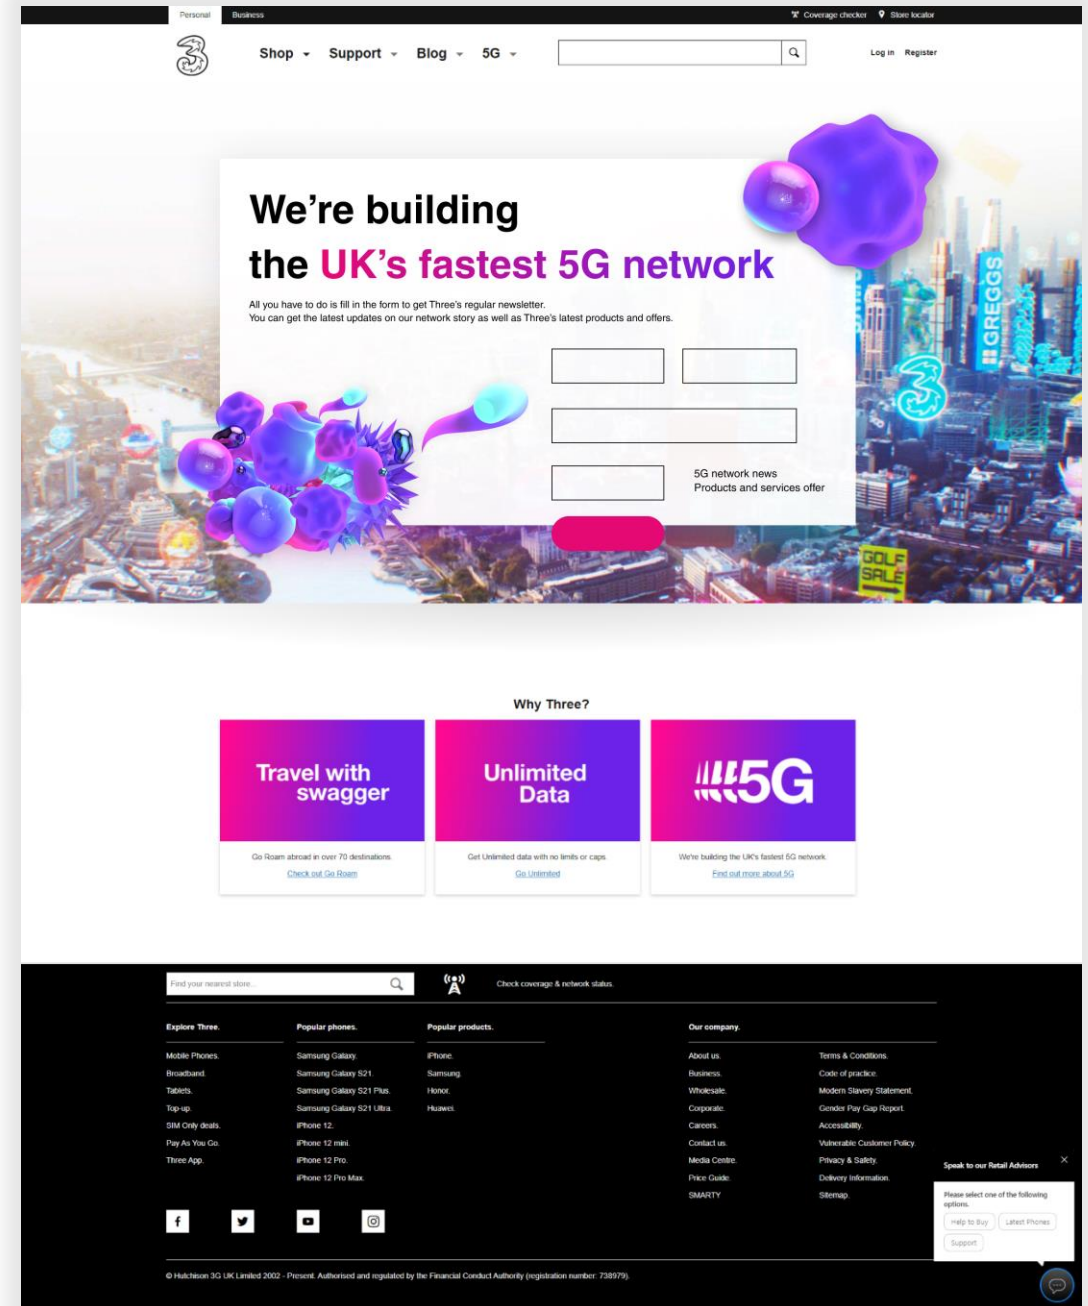 Personal Business Coverage checker Store locator
Shop Support Blog 5G Log in Register
We're building
the UK's fastest 5G network
All you have to do is fill in the form to get Three's regular newsletter.
You can get the latest updates on our network story as well as Three's latest products and offers.
GREGGS
3
5G network news
Products and services offer
GOLF
SALE
Why Three?
Travel with
swagger
Unlimited
Data
5G
Go Roam abroad in over 70 destinations.
Check out Go Roam
Get Unlimited data with no limits or caps.
Go Unlimited
We're building the UK's fastest 5G network.
Find out more about 5G
Find your nearest store...
Check coverage & network status.
Explore Three.
Mobile Phones.
Broadband.
Tablets.
Top-up.
SIM Only deals.
Pay As You Go.
Three App.
Popular phones.
Samsung Galaxy.
Samsung Galaxy S21.
Samsung Galaxy S21 Plus.
Samsung Galaxy S21 Ultra.
iPhone 12.
iPhone 12 mini.
iPhone 12 Pro.
iPhone 12 Pro Max.
Popular products.
iPhone.
Samsung.
Honor.
Huawei.
Our company.
About us.
Business.
Wholesale.
Corporate.
Careers.
Contact us.
Media Centre.
Price Guide.
SMARTY
Terms & Conditions.
Code of practice.
Modern Slavery Statement.
Gender Pay Gap Report.
Accessibility.
Vulnerable Customer Policy.
Privacy & Safety.
Delivery Information.
Sitemap.
Speak to our Retail Advisors
Please select one of the following
options.
Help to Buy Latest Phones
Support
© Hutchison 3G UK Limited 2002 - Present. Authorised and regulated by the Financial Conduct Authority (registration number: 738979).